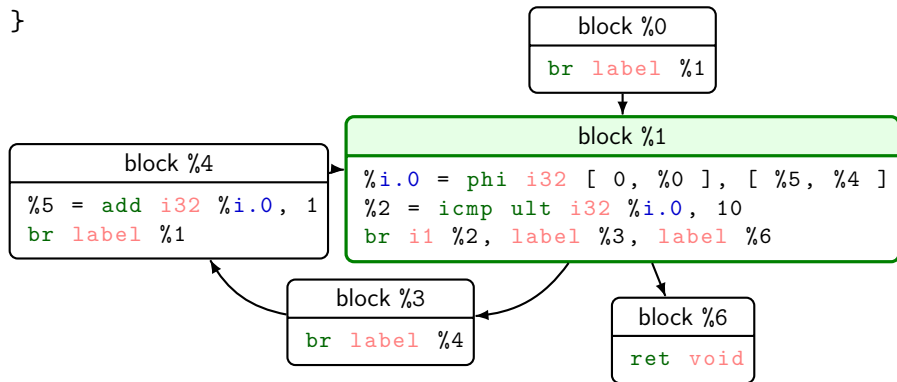 }
block %0
br label %1
block %1
%i.0 = phi i32 [ 0, %0 ], [ %5, %4 ]
%2 = icmp ult i32 %i.0, 10
br i1 %2, label %3, label %6
block %4
%5 = add i32 %i.0, 1
br label %1
block %3
br label %4
block %6
ret void